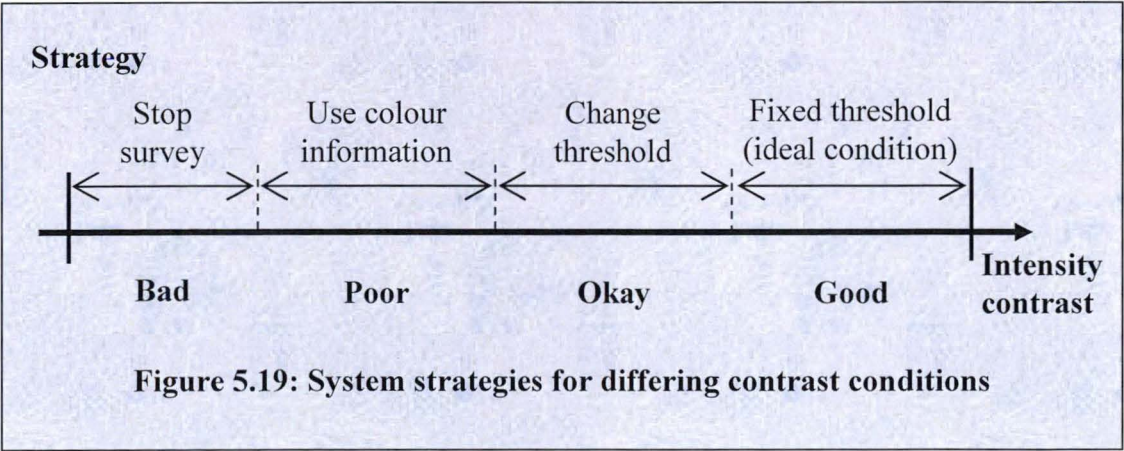 Strategy
Stop
survey
Use colour
information
Change
threshold
Fixed threshold
(ideal condition)
Bad
Poor
Okay
Good
Intensity
contrast
Figure 5.19: System strategies for differing contrast conditions